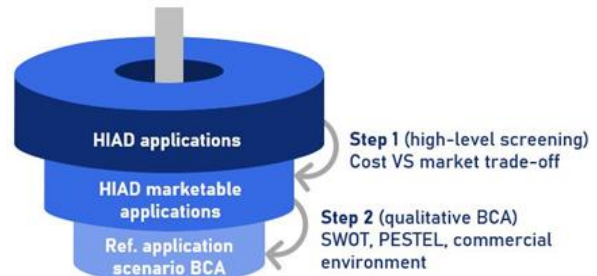 HIAD applications
Step 1 (high-level screening)
Cost VS market trade-off
HIAD marketable
applications
Step 2 (qualitative BCA)
SWOT, PESTEL, commercial
environment
Ref. application
scenario BCA